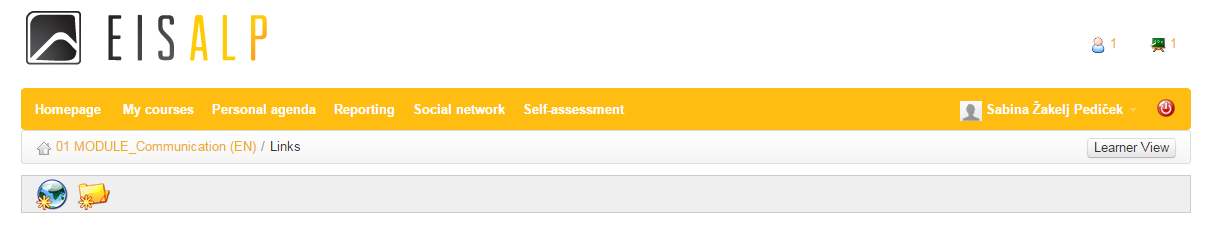 EISALP
1 1
Homepage My courses Personal agenda Reporting Social network Self-assessment Sabina Žakelj Pediček
01 MODULE_Communication (EN) / Links Learner View